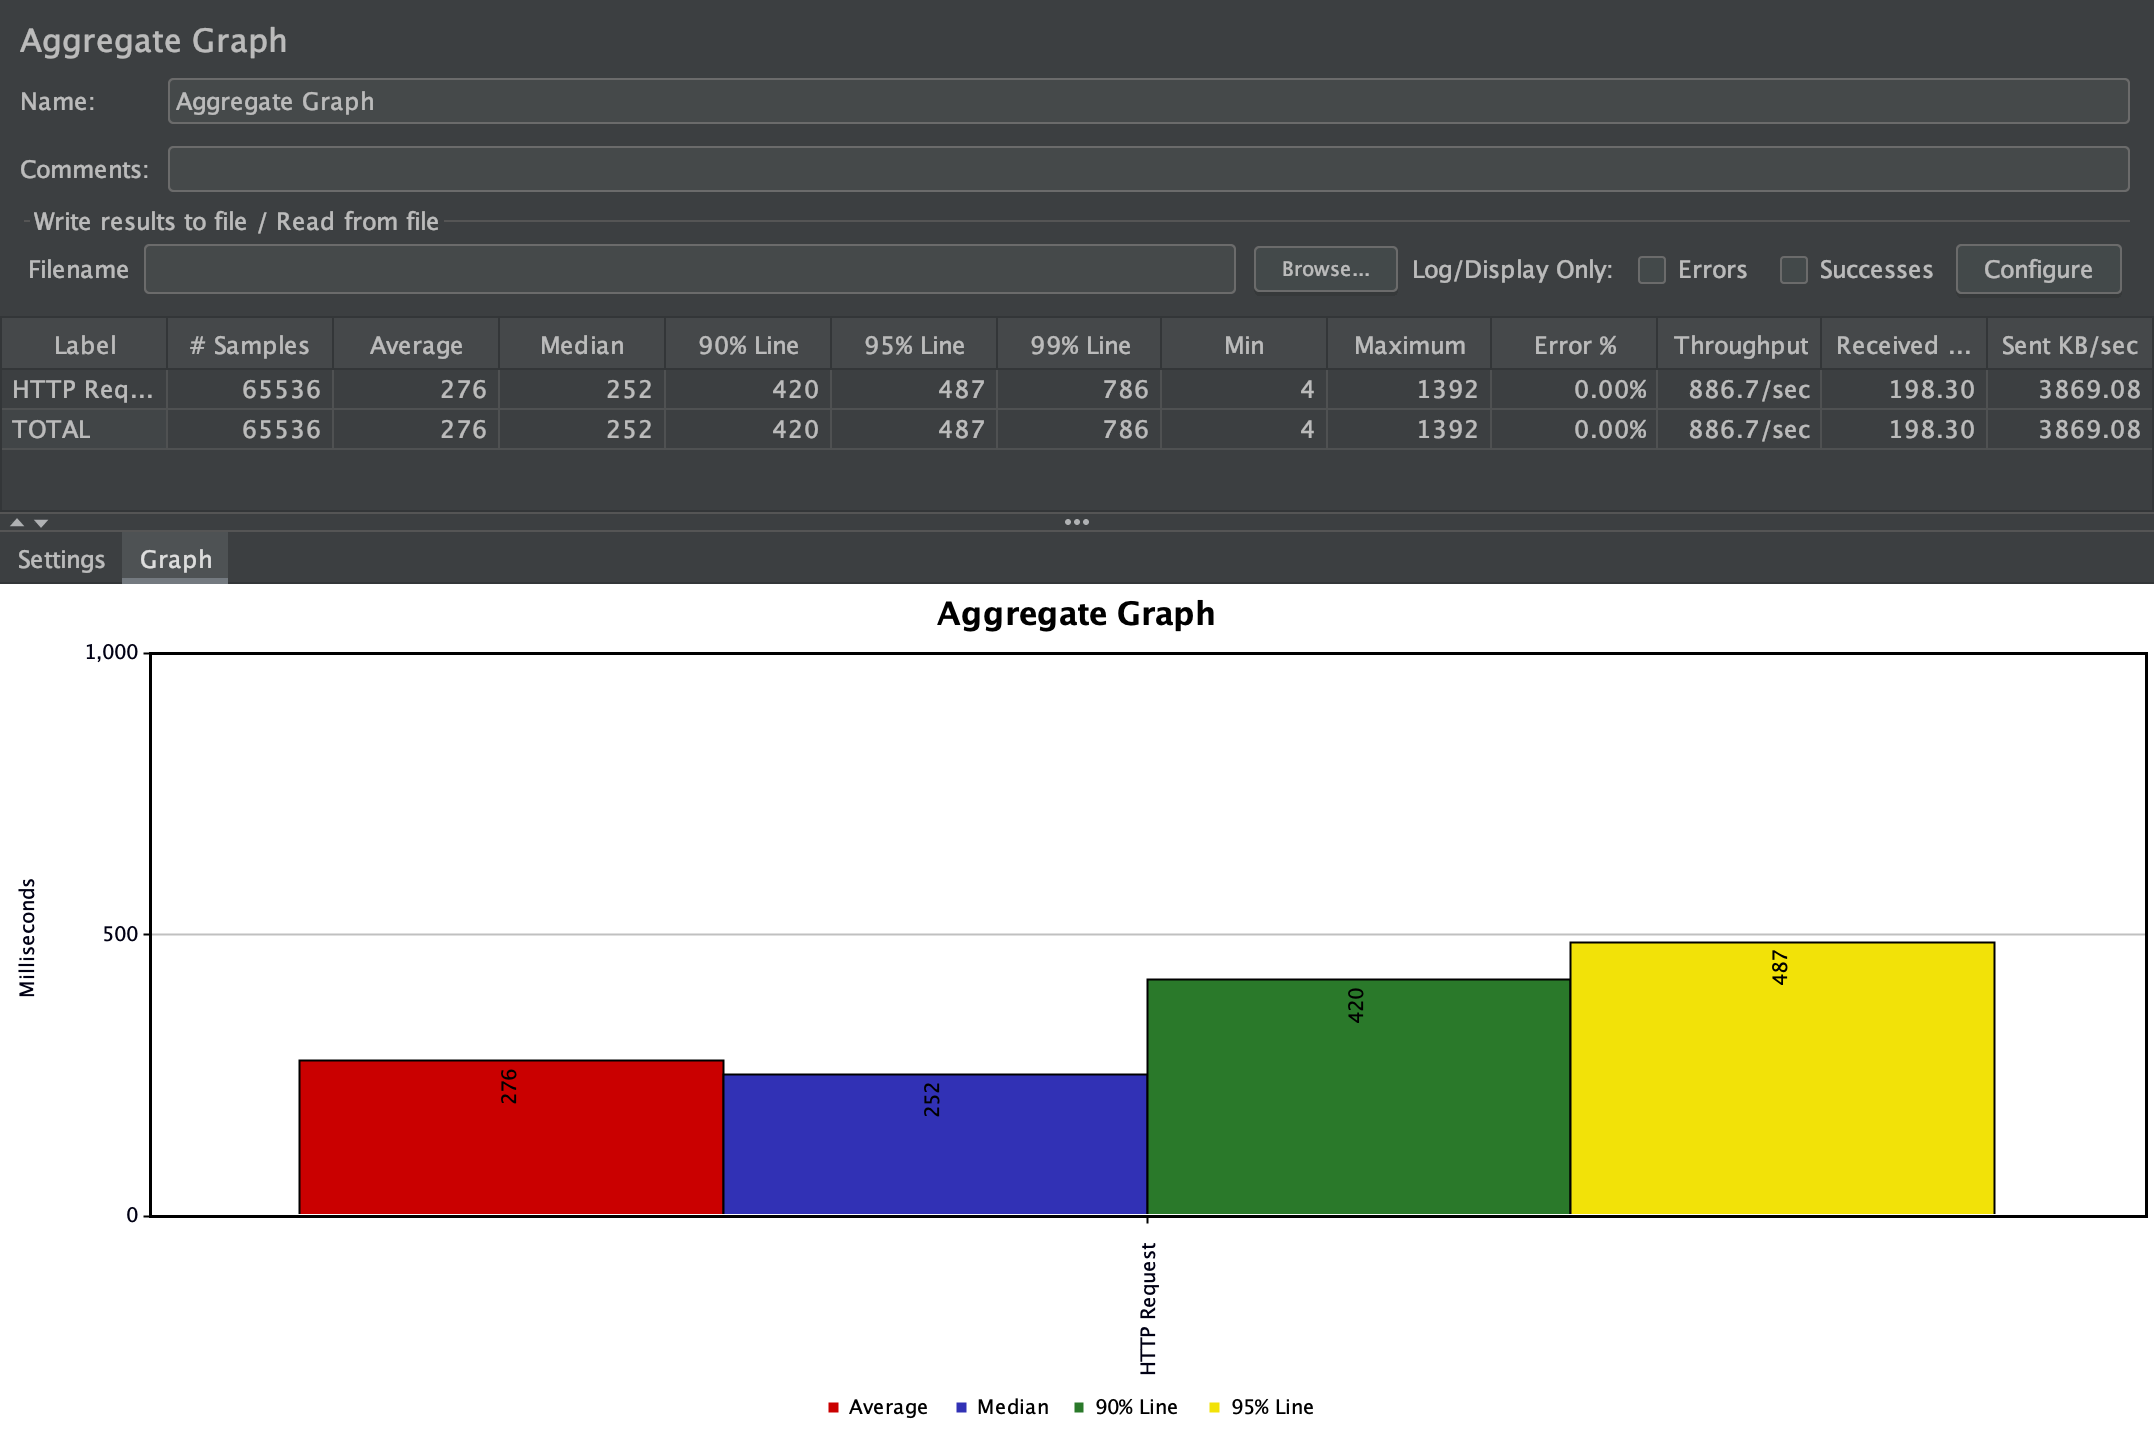 Aggregate Graph
Name: Aggregate Graph
Comments:
Write results to file / Read from file
Filename Browse... Log/Display Only: Errors Successes Configure
Label # Samples Average Median 90% Line 95% Line 99% Line Min Maximum Error % Throughput Received ... Sent KB/sec
HTTP Req... 65536 276 252 420 487 786 4 1392 0.00% 886.7/sec 198.30 3869.08
TOTAL 65536 276 252 420 487 786 4 1392 0.00% 886.7/sec 198.30 3869.08
Settings Graph
Aggregate Graph
1,000
500
0
Milliseconds
276
252
420
487
HTTP Request
Average Median 90% Line 95% Line